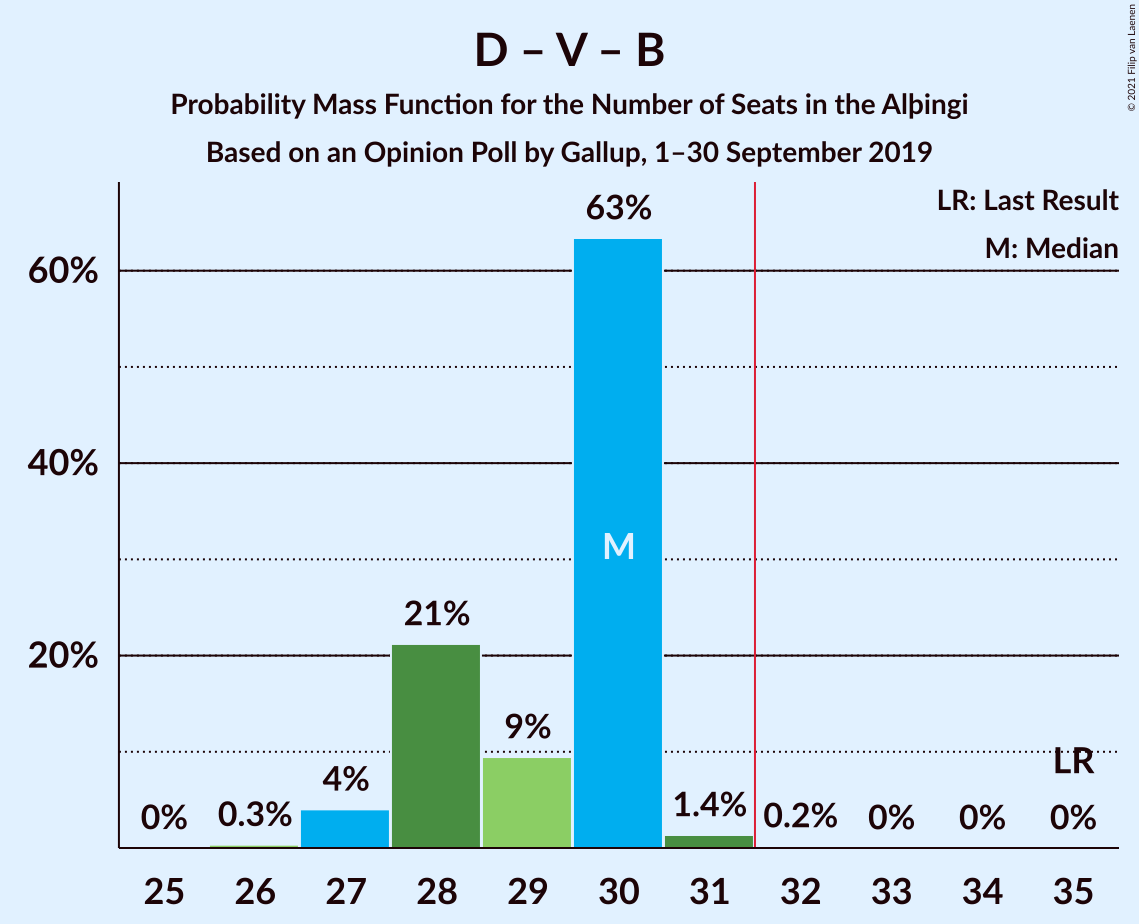 D – V – B
Probability Mass Function for the Number of Seats in the Alþingi
Based on an Opinion Poll by Gallup, 1–30 September 2019
© 2021 Filip van Laenen
LR: Last Result
M: Median
60%
40%
20%
0%
0.3%
4%
21%
9%
63%
M
1.4%
0.2%
0%
0%
LR
0%
25 26 27 28 29 30 31 32 33 34 35